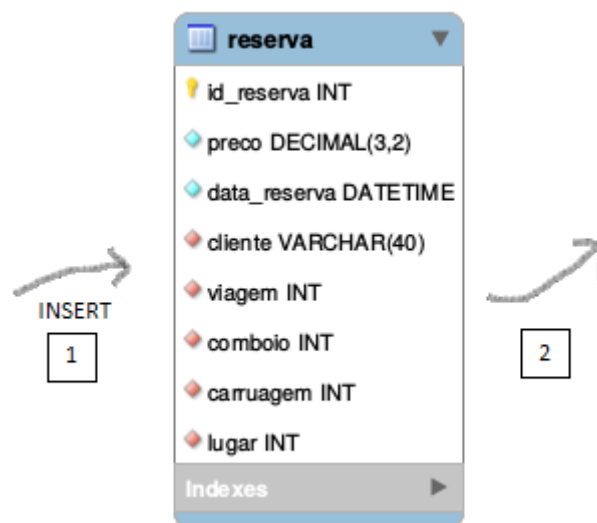 reserva
id_reserva INT
preco DECIMAL(3,2)
data_reserva DATETIME
cliente VARCHAR(40)
viagem INT
comboio INT
carruagem INT
lugar INT
Indexes
INSERT
1
2